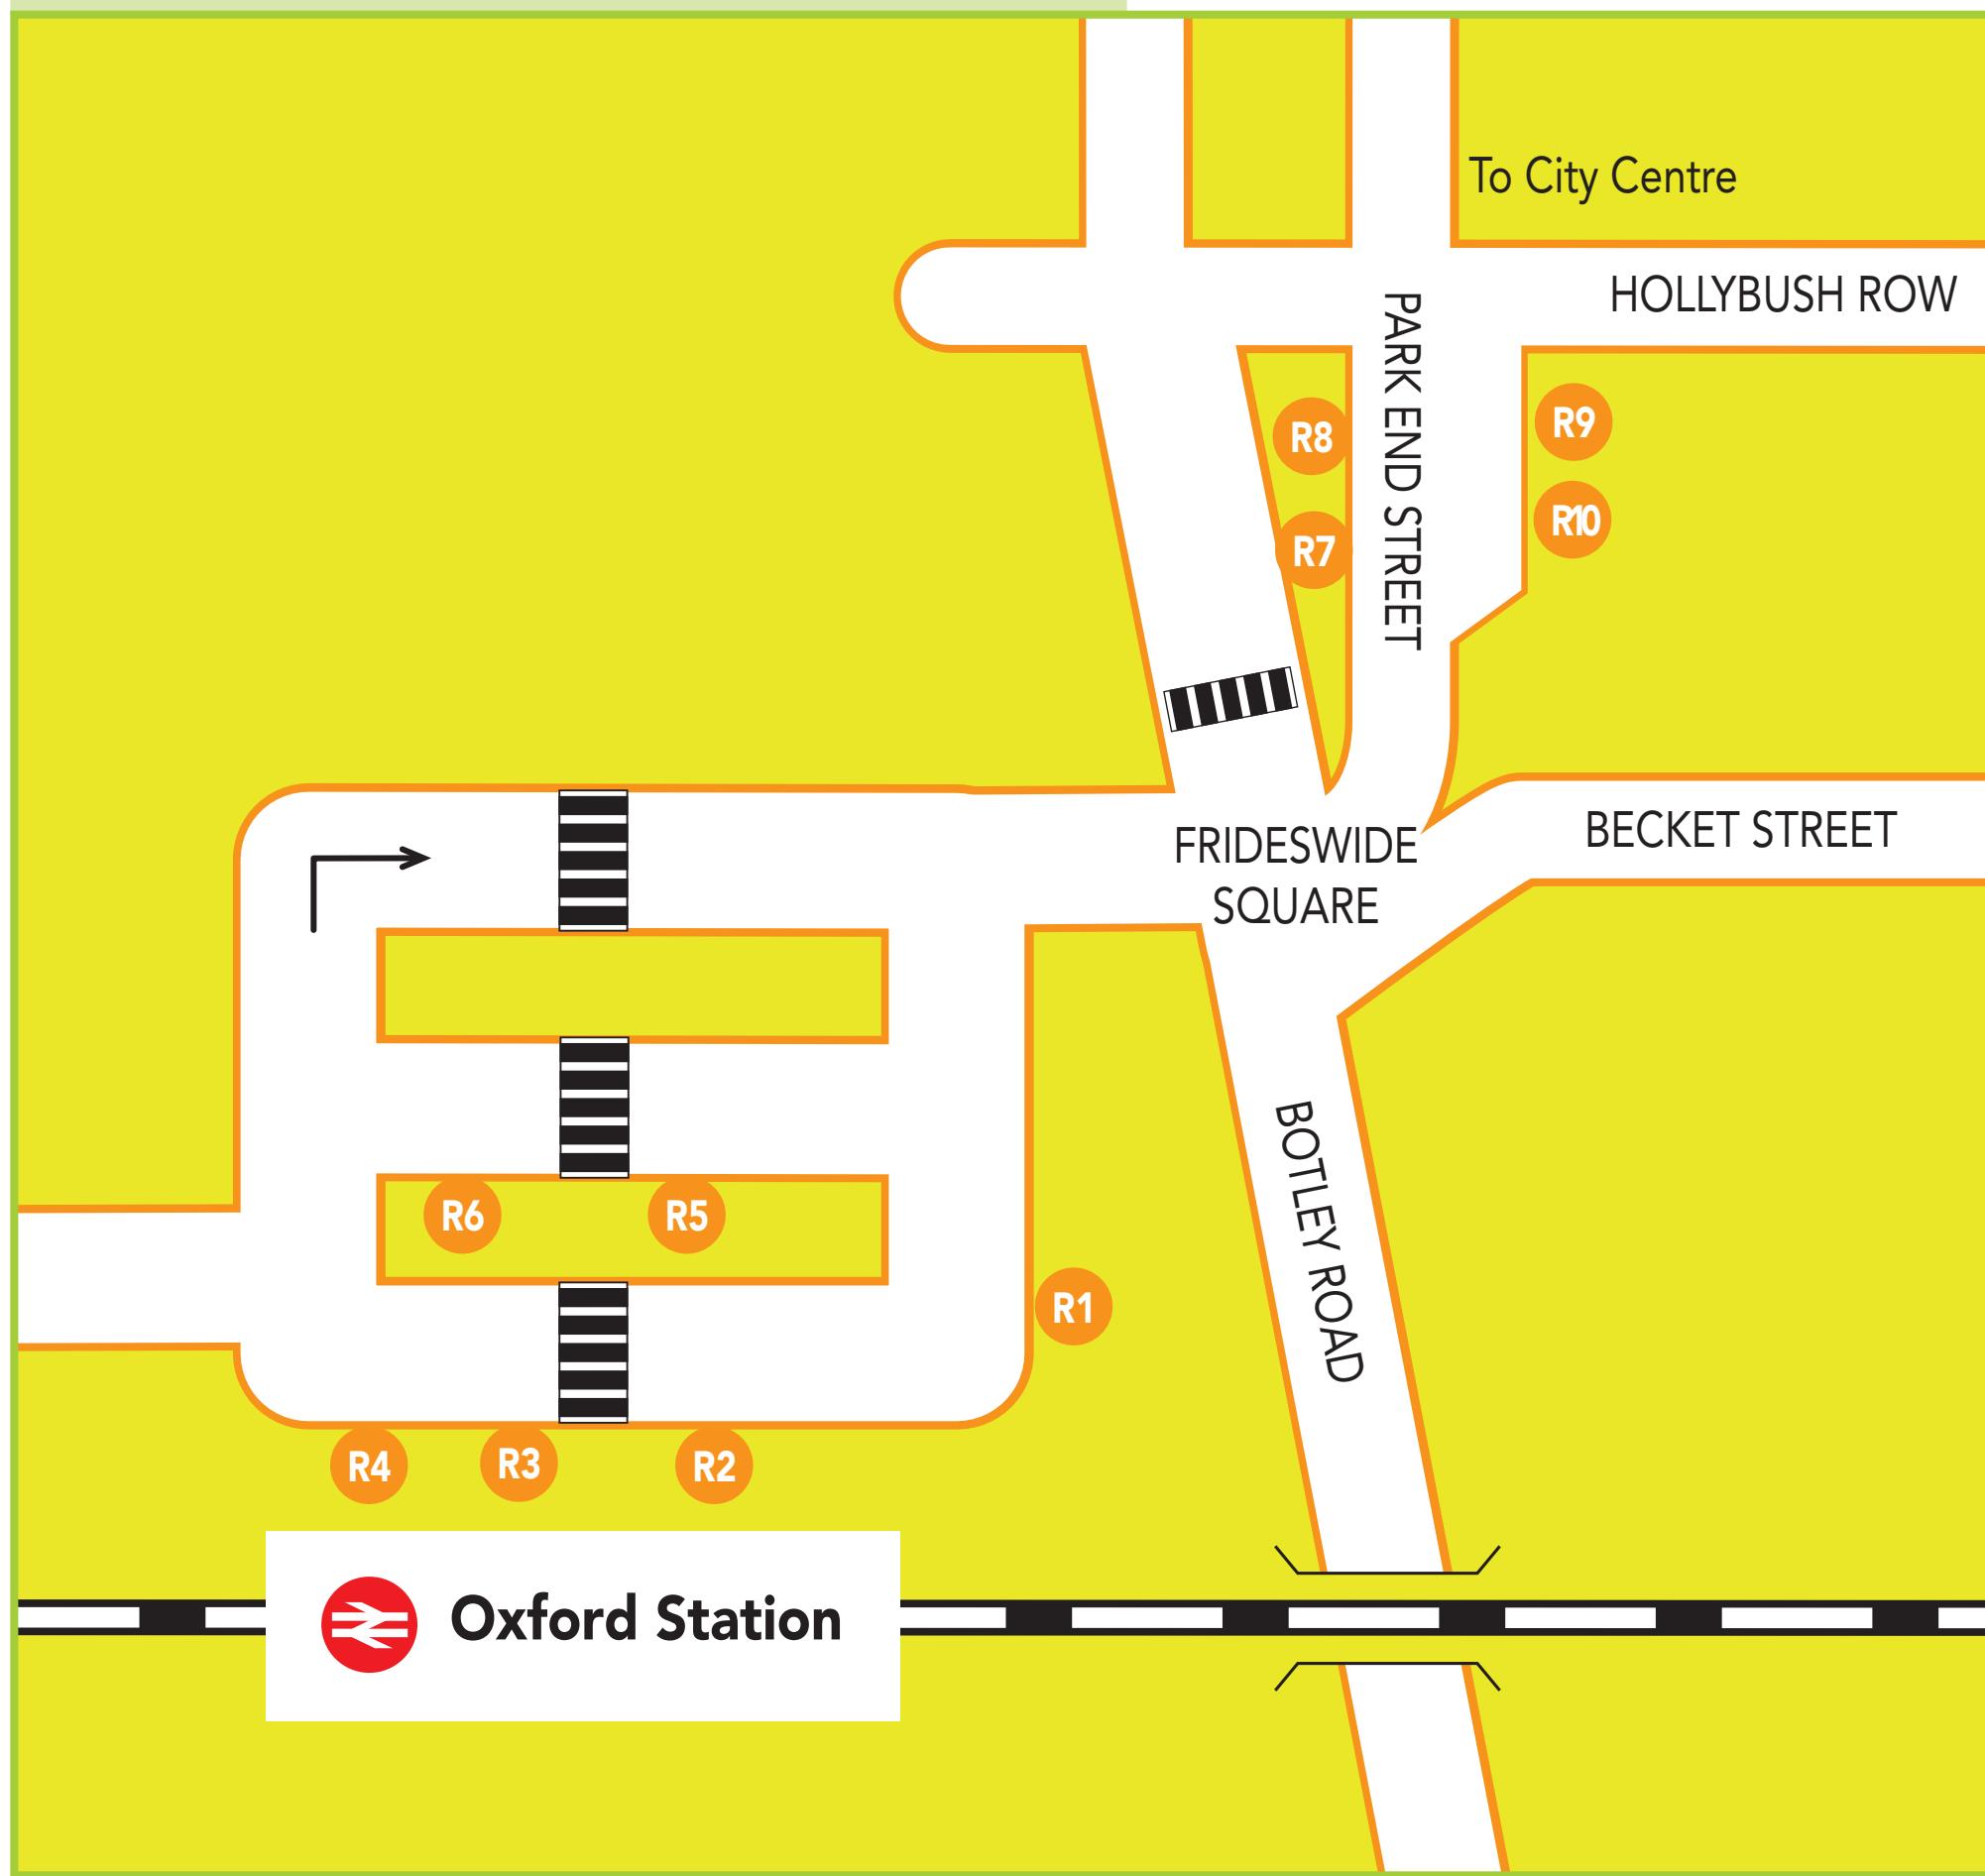 To City Centre
HOLLYBUSH ROW
PARK END STREET
R8
R9
R7
R10
FRIDESWIDE
SQUARE
BECKET STREET
BOTLEY ROAD
R6
R5
R1
R4
R3
R2
Oxford Station